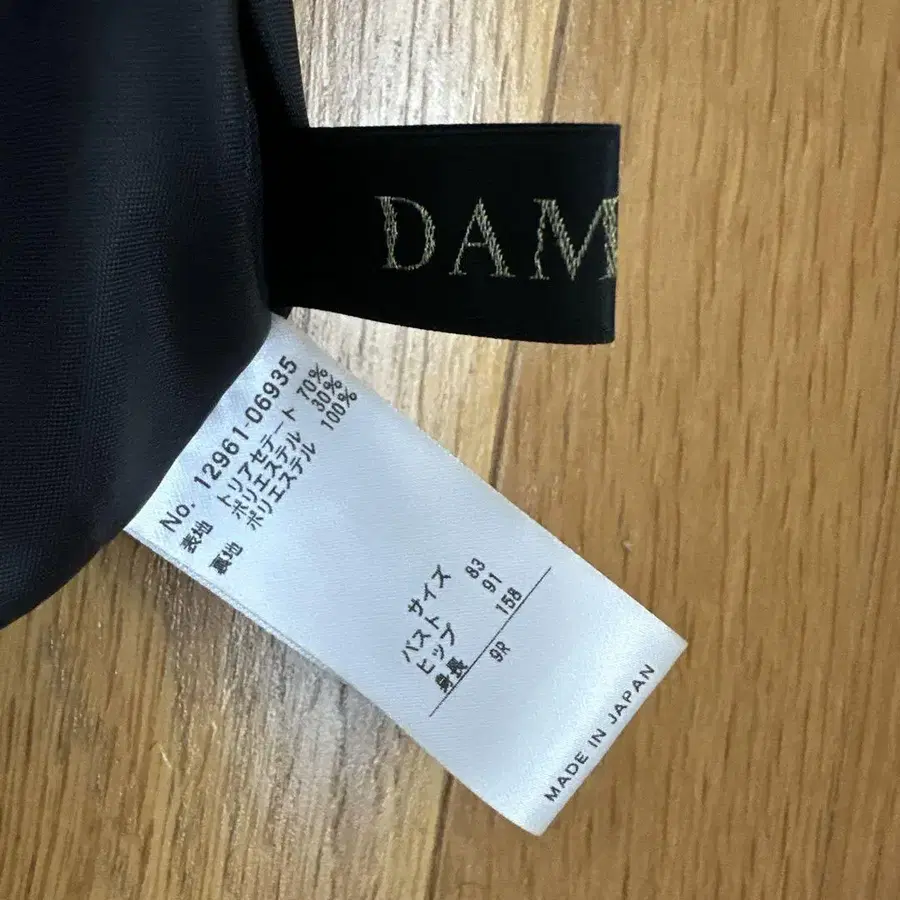 DAM
No. 12961-06935
表地 トリアセテート 70%
ポリエステル 30%
裏地 ポリエステル 100%
サイズ
バスト 83
ヒップ 91
身長 158
9R
MADE IN JAPAN